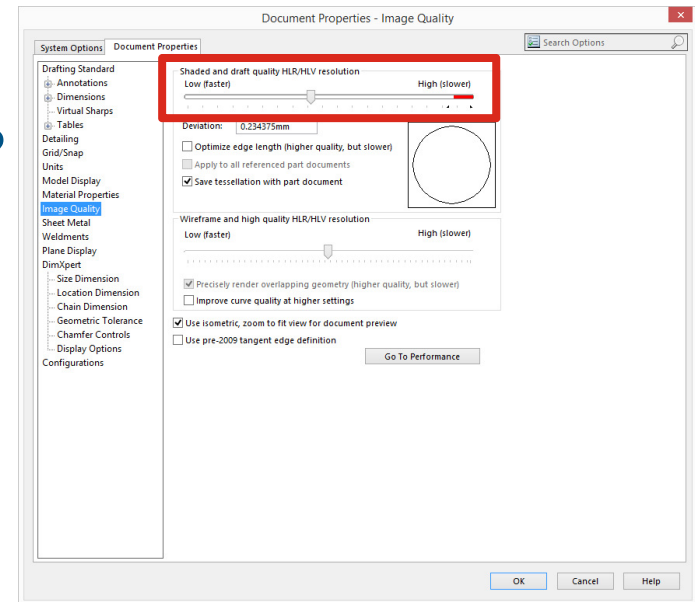 Document Properties - Image Quality
System Options Document Properties
Search Options
Drafting Standard
Annotations
Dimensions
Virtual Sharps
Tables
Detailing
Grid/Snap
Units
Model Display
Material Properties
Image Quality
Sheet Metal
Weldments
Plane Display
DimXpert
Size Dimension
Location Dimension
Chain Dimension
Geometric Tolerance
Chamfer Controls
Display Options
Configurations
Shaded and draft quality HLR/HLV resolution
Low (faster) High (slower)
Deviation: 0.234375mm
Optimize edge length (higher quality, but slower)
Apply to all referenced part documents
Save tessellation with part document
Wireframe and high quality HLR/HLV resolution
Low (faster) High (slower)
Precisely render overlapping geometry (higher quality, but slower)
Improve curve quality at higher settings
Use isometric, zoom to fit view for document preview
Use pre-2009 tangent edge definition
Go To Performance
OK Cancel Help